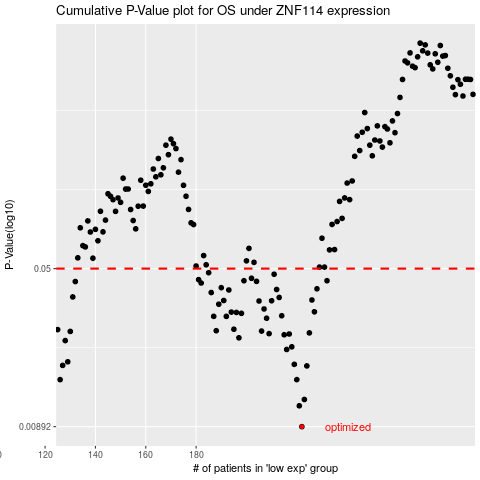 Cumulative P-Value plot for OS under ZNF114 expression
P-Value(log10)
0.05
0.00892
optimized
0 120 140 160 180
# of patients in 'low exp' group